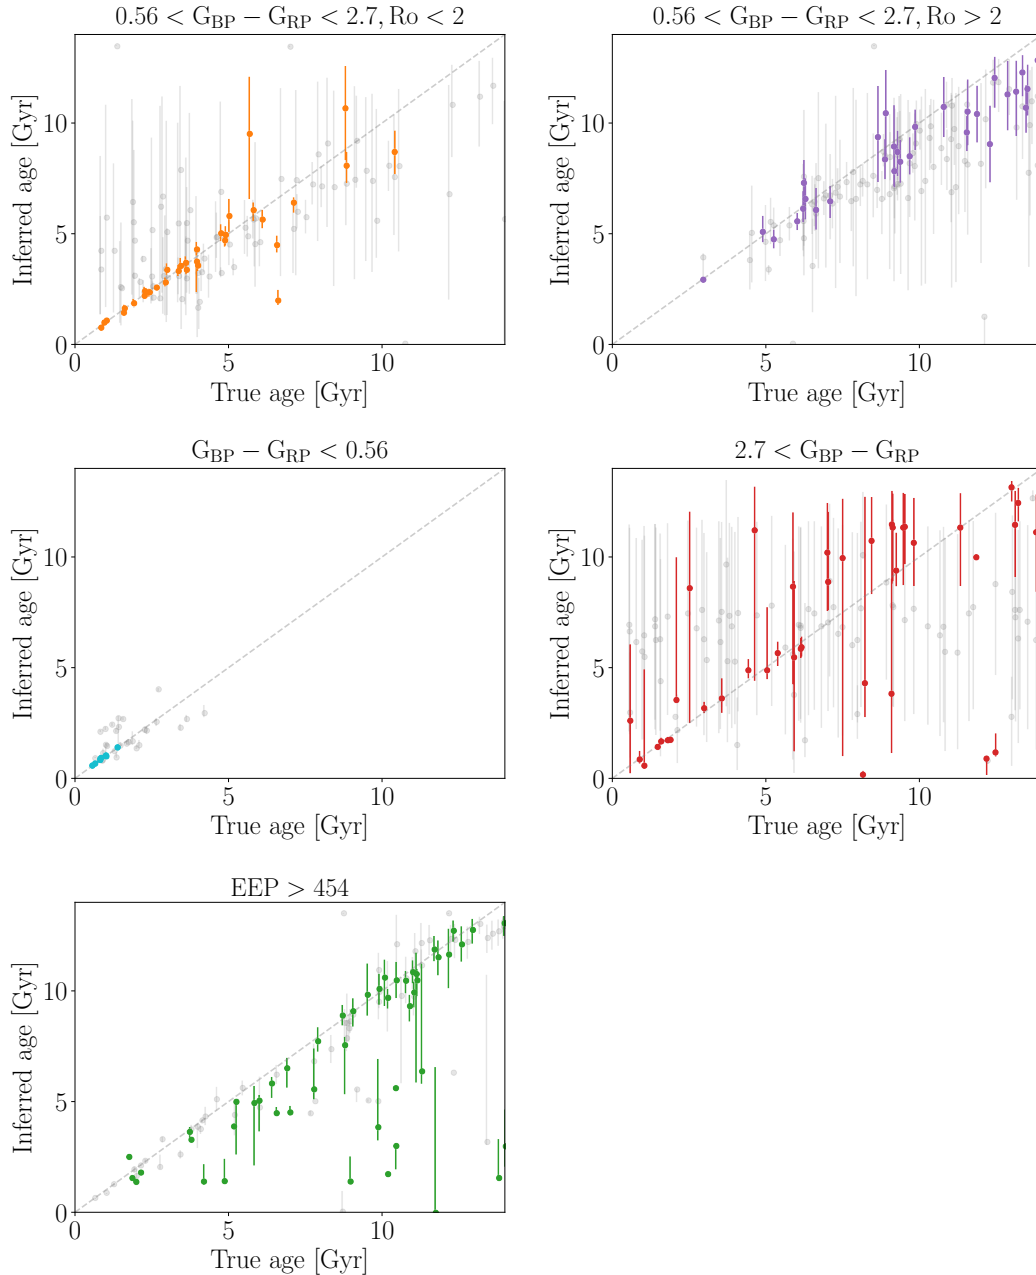 0.56 < G_BP − G_RP < 2.7, Ro < 2
Inferred age [Gyr]
10
5
0
0 5 10
True age [Gyr]
0.56 < G_BP − G_RP < 2.7, Ro > 2
Inferred age [Gyr]
10
5
0
0 5 10
True age [Gyr]
G_BP − G_RP < 0.56
Inferred age [Gyr]
10
5
0
0 5 10
True age [Gyr]
2.7 < G_BP − G_RP
Inferred age [Gyr]
10
5
0
0 5 10
True age [Gyr]
EEP > 454
Inferred age [Gyr]
10
5
0
0 5 10
True age [Gyr]